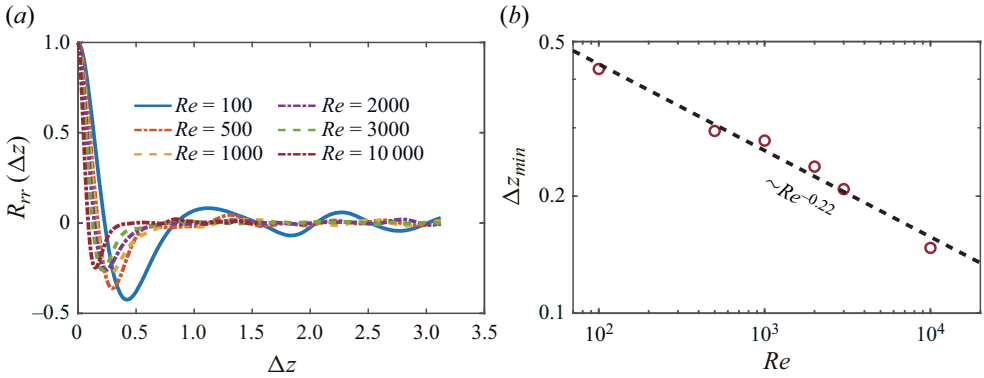 (a)
1.0
0.5
0
–0.5
R_rr (Δz)
Re = 100
Re = 500
Re = 1000
Re = 2000
Re = 3000
Re = 10 000
0 0.5 1.0 1.5 2.0 2.5 3.0 3.5
Δz
(b)
0.5
0.2
0.1
Δz_min
~Re^–0.22
10^2 10^3 10^4
Re